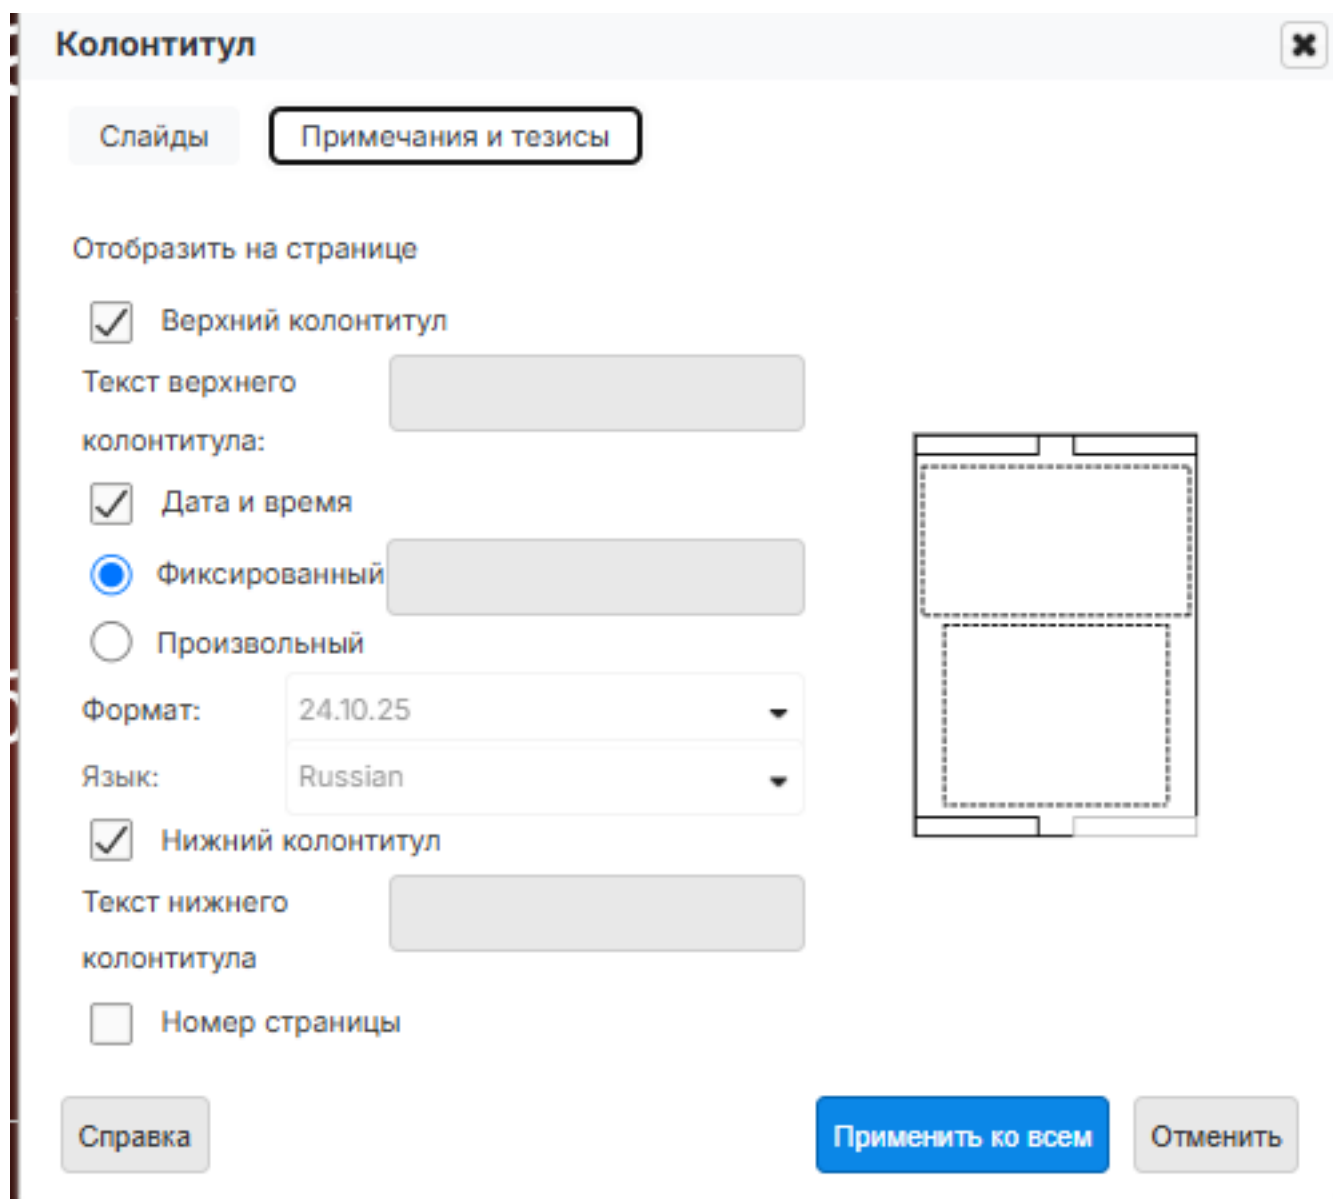 Колонтитул
Слайды
Примечания и тезисы
Отобразить на странице
Верхний колонтитул
Текст верхнего
колонтитула:
Дата и время
Фиксированный
Произвольный
Формат: 24.10.25
Язык: Russian
Нижний колонтитул
Текст нижнего
колонтитула
Номер страницы
Справка
Применить ко всем
Отменить